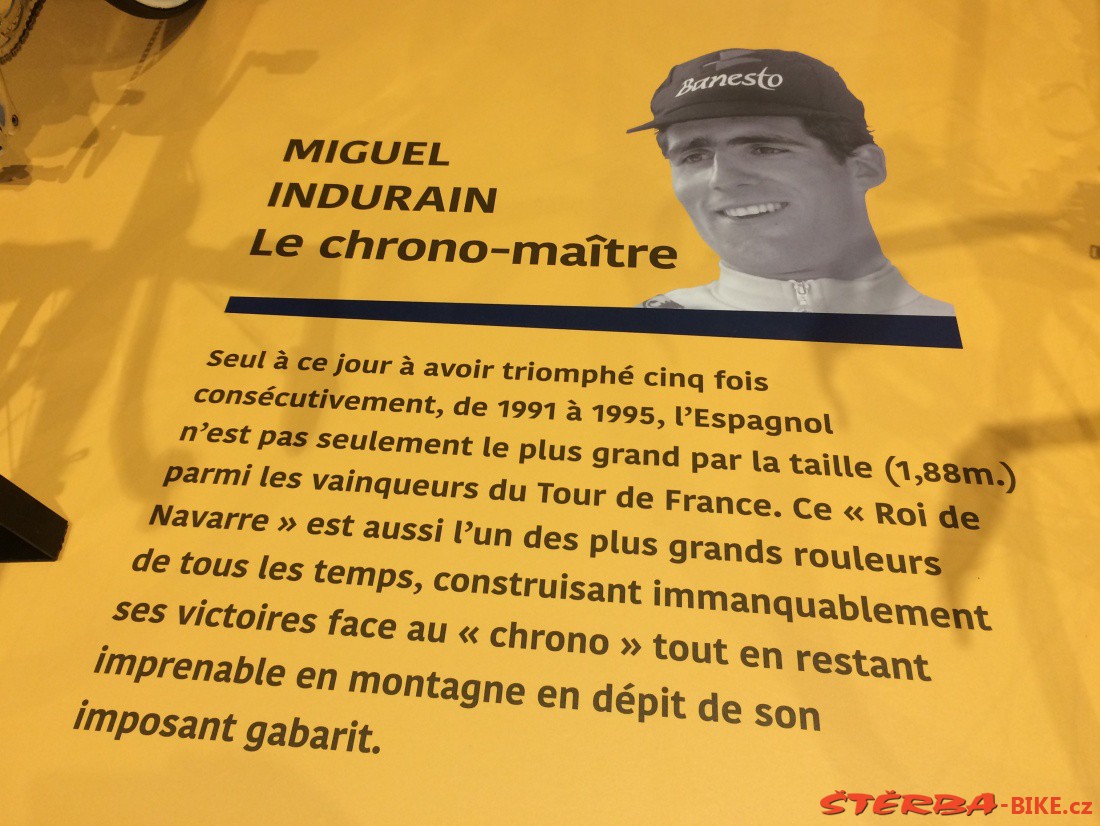 Banesto
MIGUEL
INDURAIN
Le chrono-maître
Seul à ce jour à avoir triomphé cinq fois
consécutivement, de 1991 à 1995, l'Espagnol
n'est pas seulement le plus grand par la taille (1,88m.)
parmi les vainqueurs du Tour de France. Ce « Roi de
Navarre » est aussi l'un des plus grands rouleurs
de tous les temps, construisant immanquablement
ses victoires face au « chrono » tout en restant
imprenable en montagne en dépit de son
imposant gabarit.
ŠTĚRBA-BIKE.cz